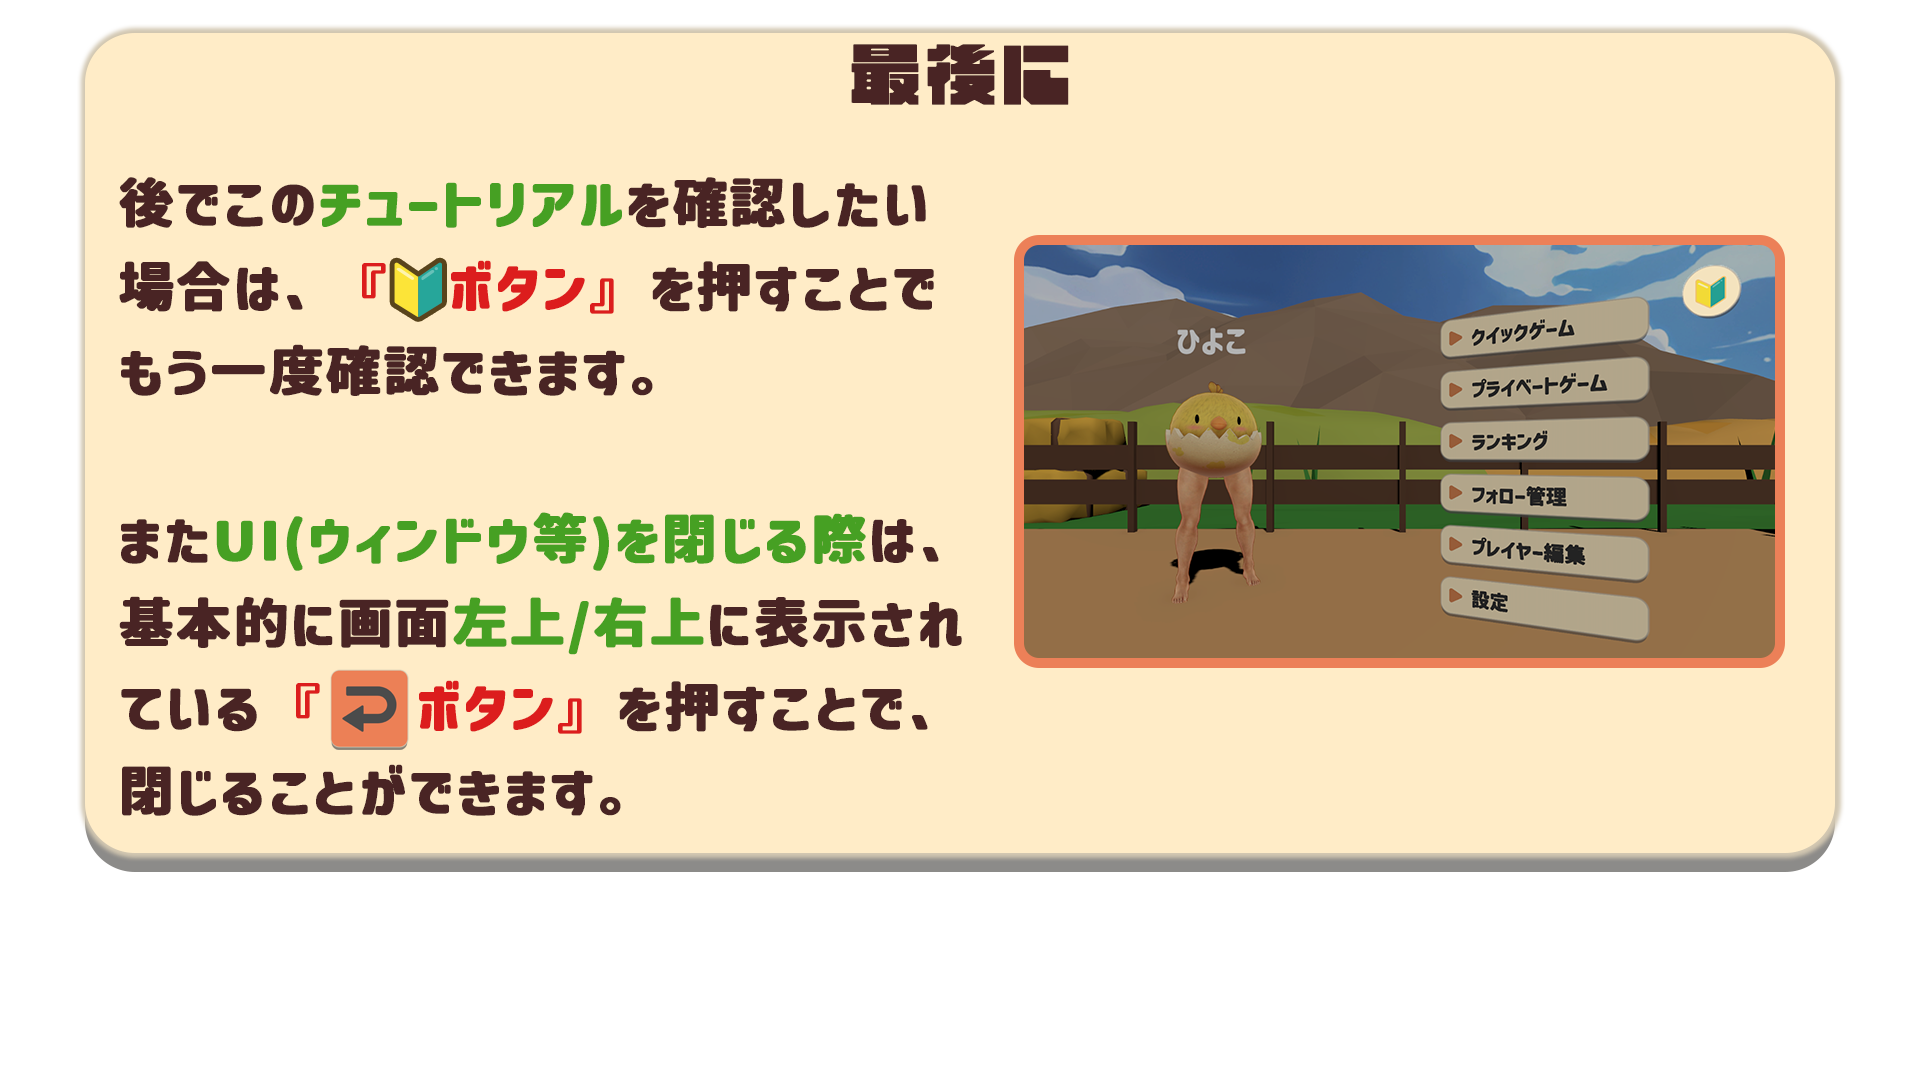 最後に
後でこのチュートリアルを確認したい
場合は、『🔰ボタン』を押すことで
もう一度確認できます。
またUI(ウィンドウ等)を閉じる際は、
基本的に画面左上/右上に表示され
ている『ボタン』を押すことで、
閉じることができます。
ひよこ
クイックゲーム
プライベートゲーム
ランキング
フォロー管理
プレイヤー編集
設定